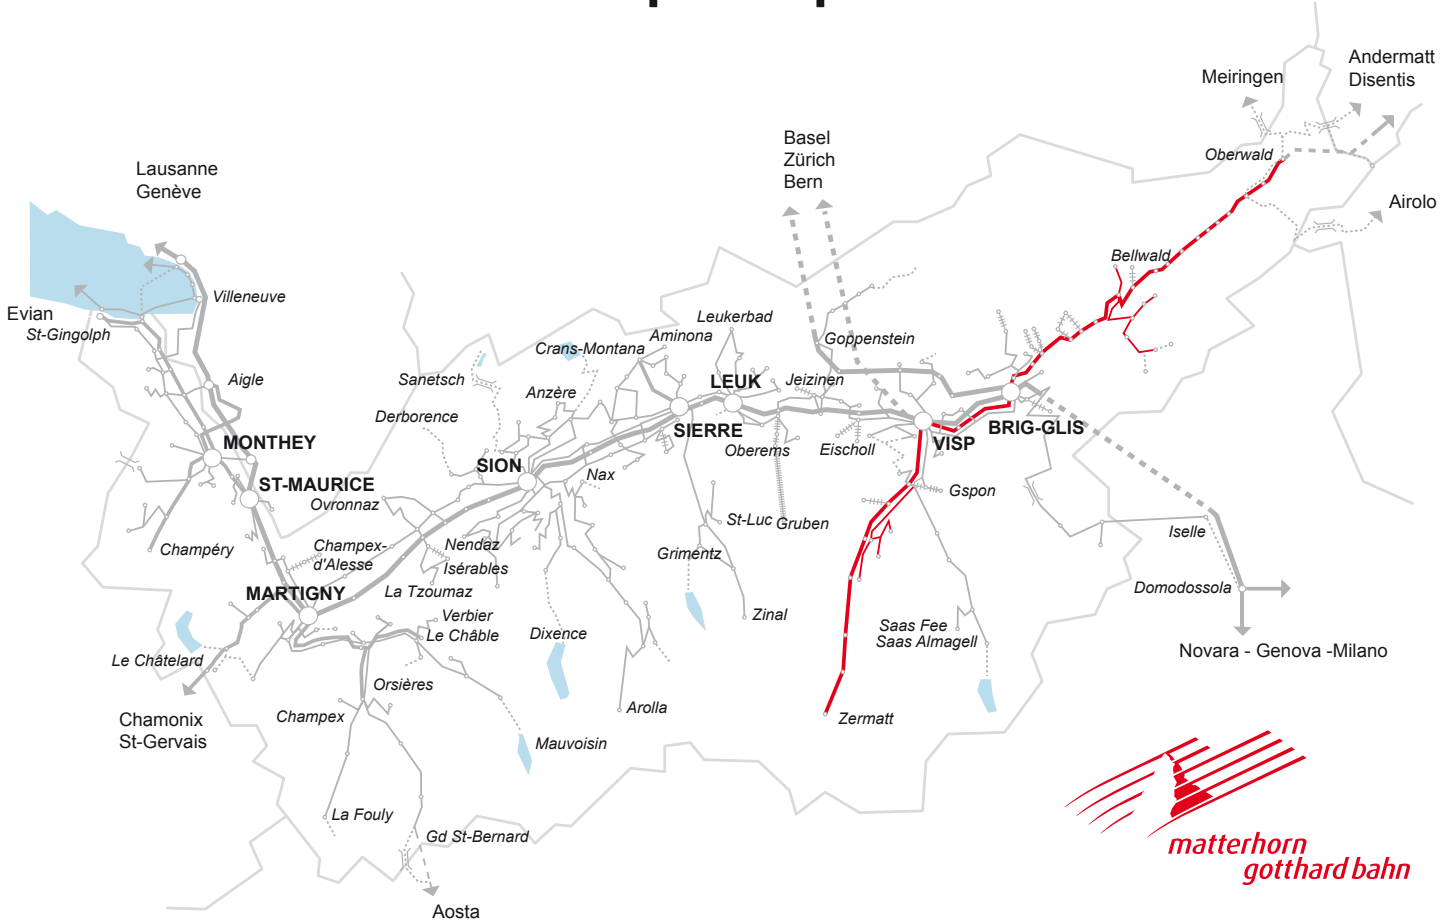 Andermatt
Disentis
Meiringen
Basel
Zürich
Bern
Oberwald
Lausanne
Genève
Airolo
Bellwald
Villeneuve
Evian
St-Gingolph
Leukerbad
Aminona
Goppenstein
Crans-Montana
Aigle
Sanetsch
LEUK
Jeizinen
Anzère
Derborence
SIERRE
BRIG-GLIS
MONTHEY
VISP
Oberems
Eischoll
SION
Nax
ST-MAURICE
Ovronnaz
Gspon
St-Luc
Gruben
Iselle
Champéry
Champex-
d'Alesse
Nendaz
Isérables
Grimentz
MARTIGNY
La Tzoumaz
Domodossola
Verbier
Le Châble
Zinal
Dixence
Saas Fee
Saas Almagell
Novara - Genova -Milano
Le Châtelard
Orsières
Champex
Arolla
Zermatt
Chamonix
St-Gervais
Mauvoisin
La Fouly
Gd St-Bernard
matterhorn
gotthard bahn
Aosta